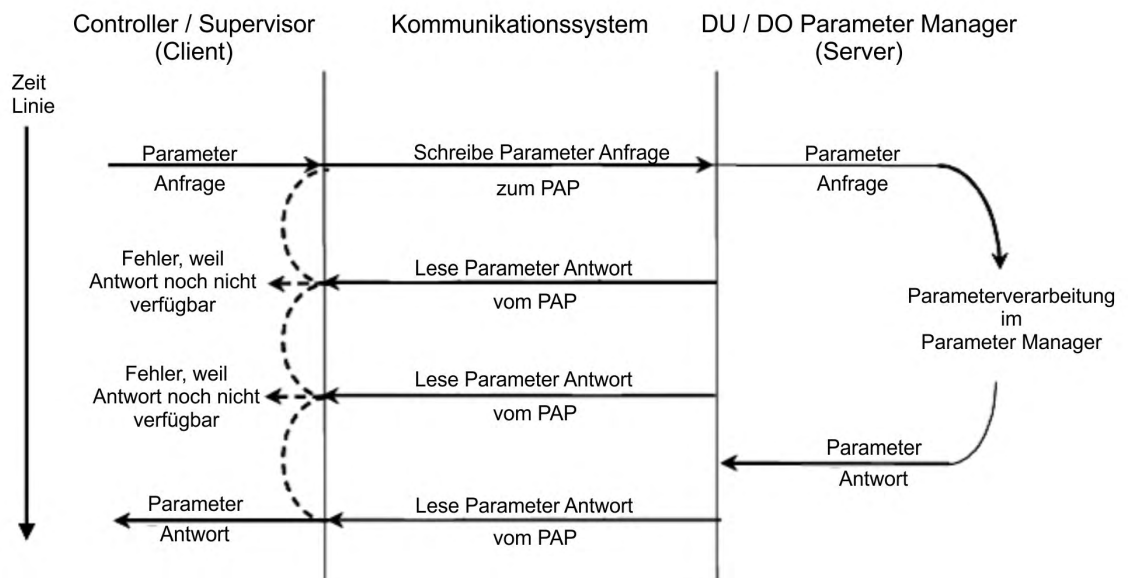 Controller / Supervisor
(Client)
Kommunikationssystem
DU / DO Parameter Manager
(Server)
Zeit
Linie
Parameter
Anfrage
Schreibe Parameter Anfrage
zum PAP
Parameter
Anfrage
Fehler, weil
Antwort noch nicht
verfügbar
Lese Parameter Antwort
vom PAP
Parameterverarbeitung
im
Parameter Manager
Fehler, weil
Antwort noch nicht
verfügbar
Lese Parameter Antwort
vom PAP
Parameter
Antwort
Parameter
Antwort
Lese Parameter Antwort
vom PAP